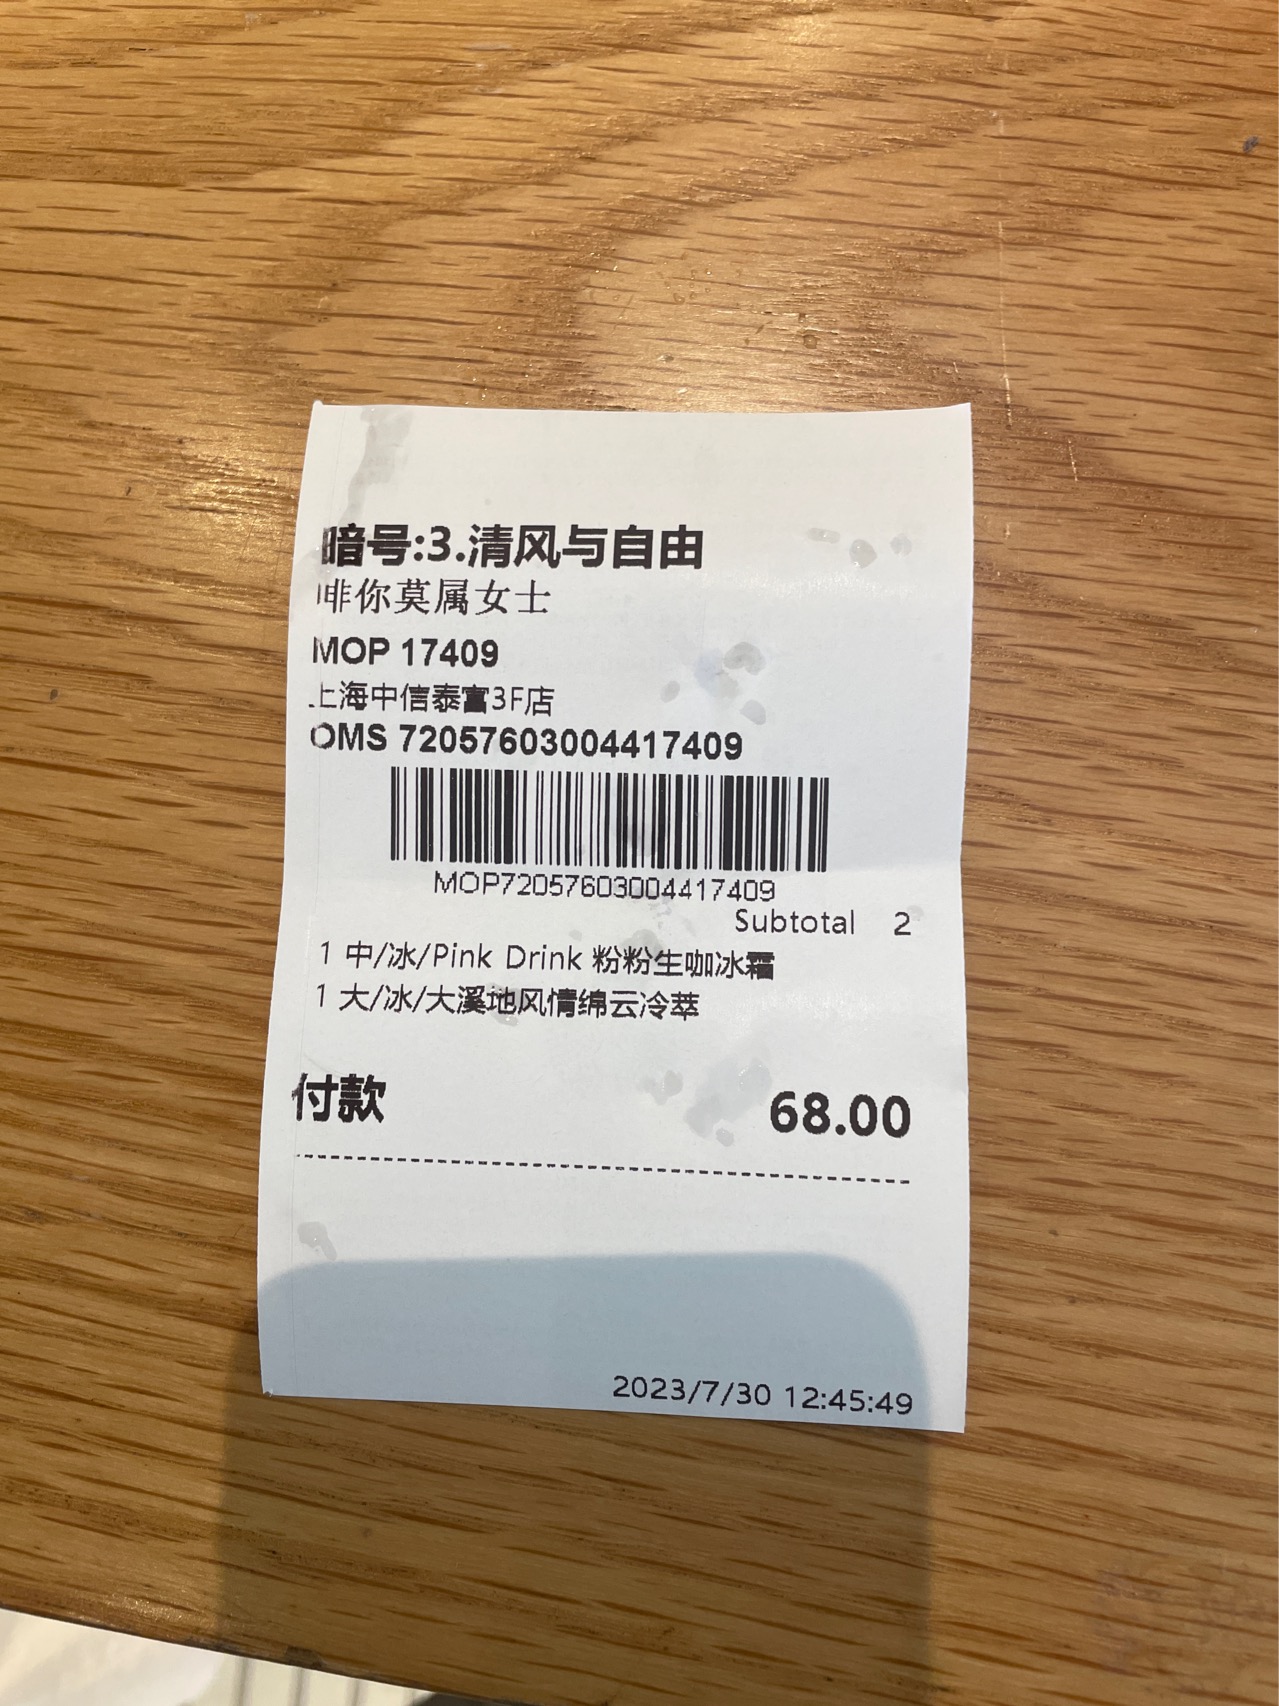 暗号:3.清风与自由
啡你莫属女士
MOP 17409
上海中信泰富3F店
OMS 72057603004417409
MOP72057603004417409
Subtotal 2
1 中/冰/Pink Drink 粉粉生咖冰霜
1 大/冰/大溪地风情绵云冷萃
付款 68.00
2023/7/30 12:45:49